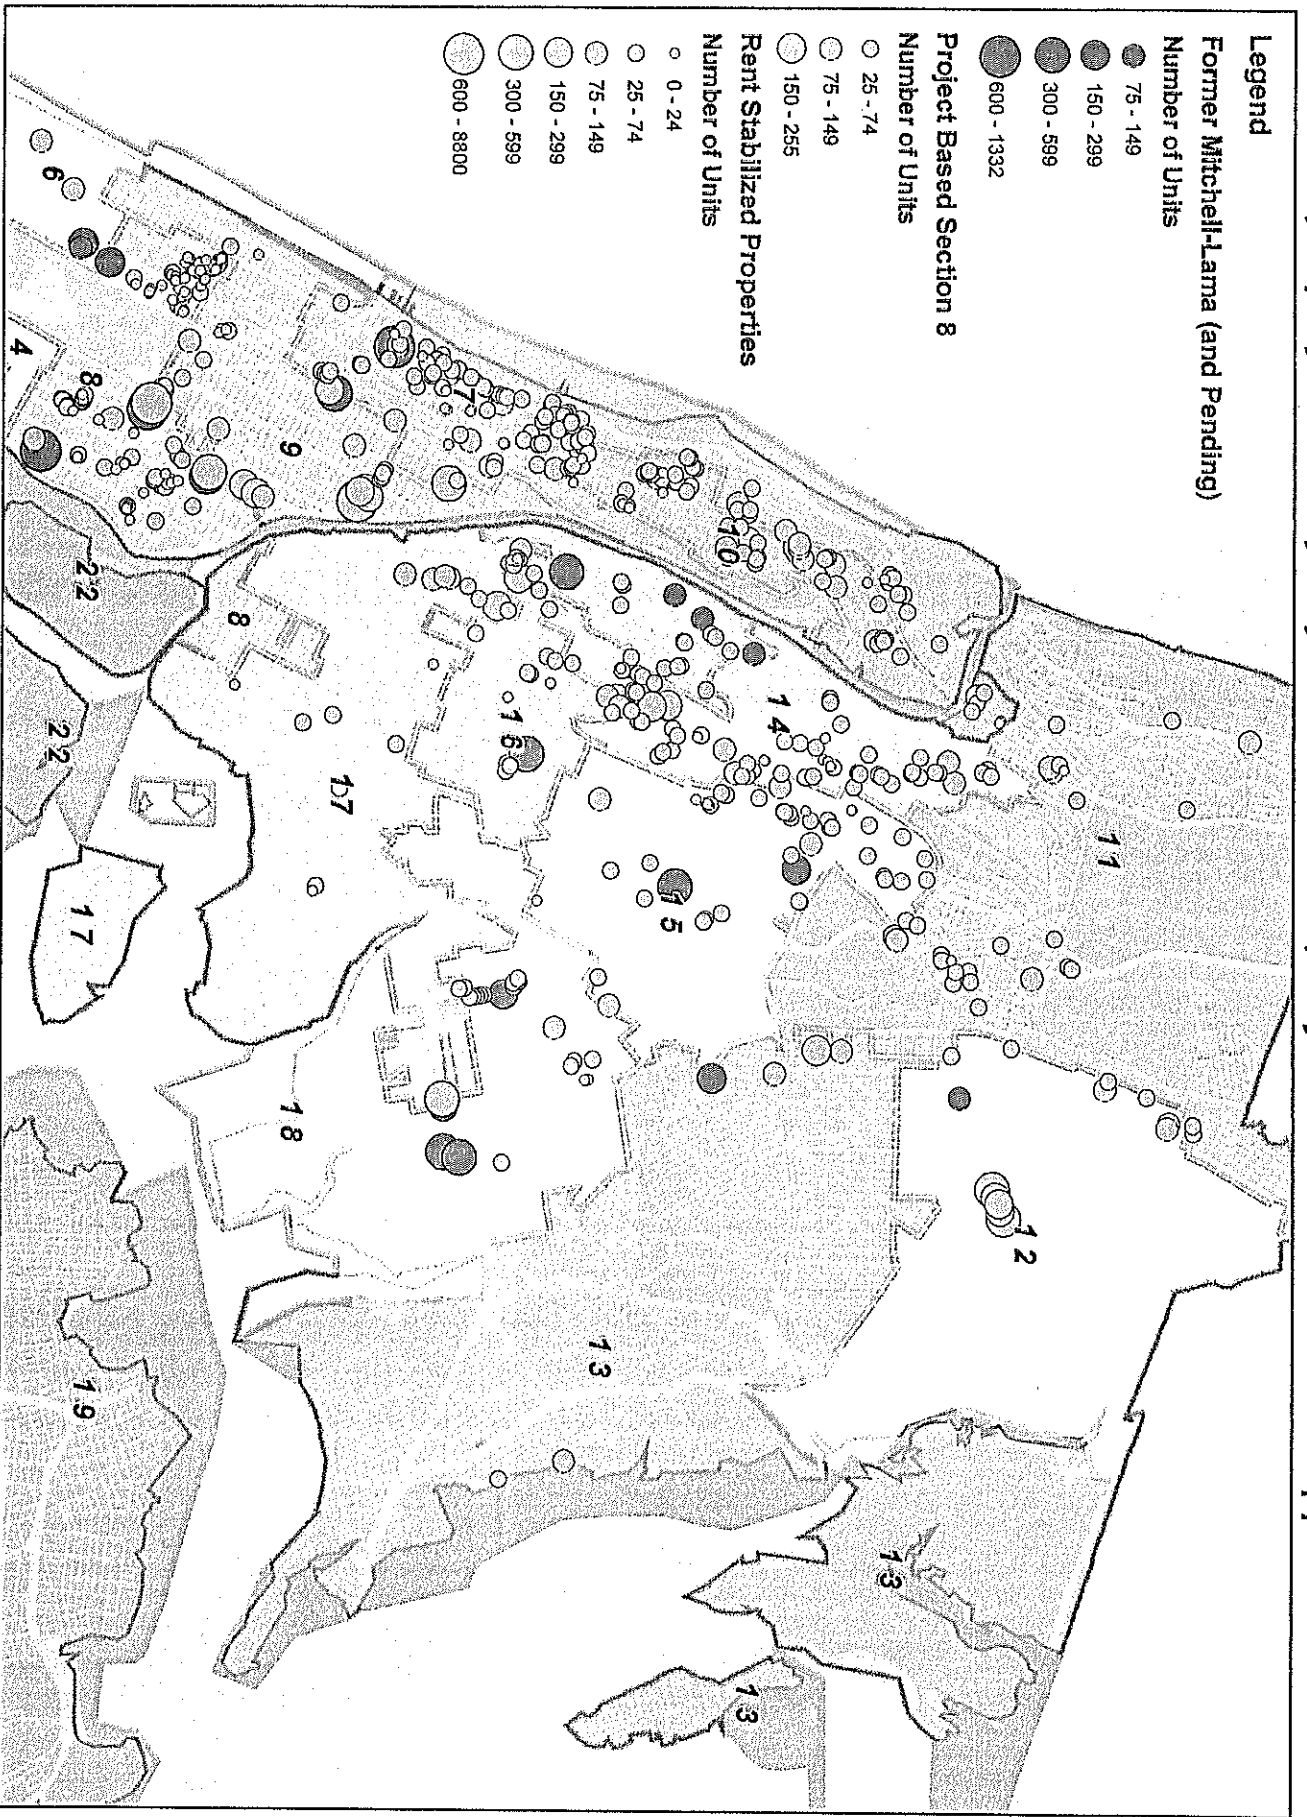 Legend
Former Mitchell-Lama (and Pending)
Number of Units
75 - 149
150 - 299
300 - 599
600 - 1332
Project Based Section 8
Number of Units
25 - 74
75 - 149
150 - 255
Rent Stabilized Properties
Number of Units
0 - 24
25 - 74
75 - 149
150 - 299
300 - 599
600 - 8800
11
12
10
14
13
7
15
13
16
13
9
17
18
8
6
8
22
4
22
17
19